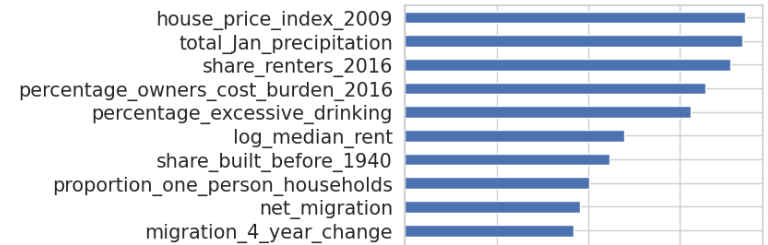 house_price_index_2009
total_Jan_precipitation
share_renters_2016
percentage_owners_cost_burden_2016
percentage_excessive_drinking
log_median_rent
share_built_before_1940
proportion_one_person_households
net_migration
migration_4_year_change